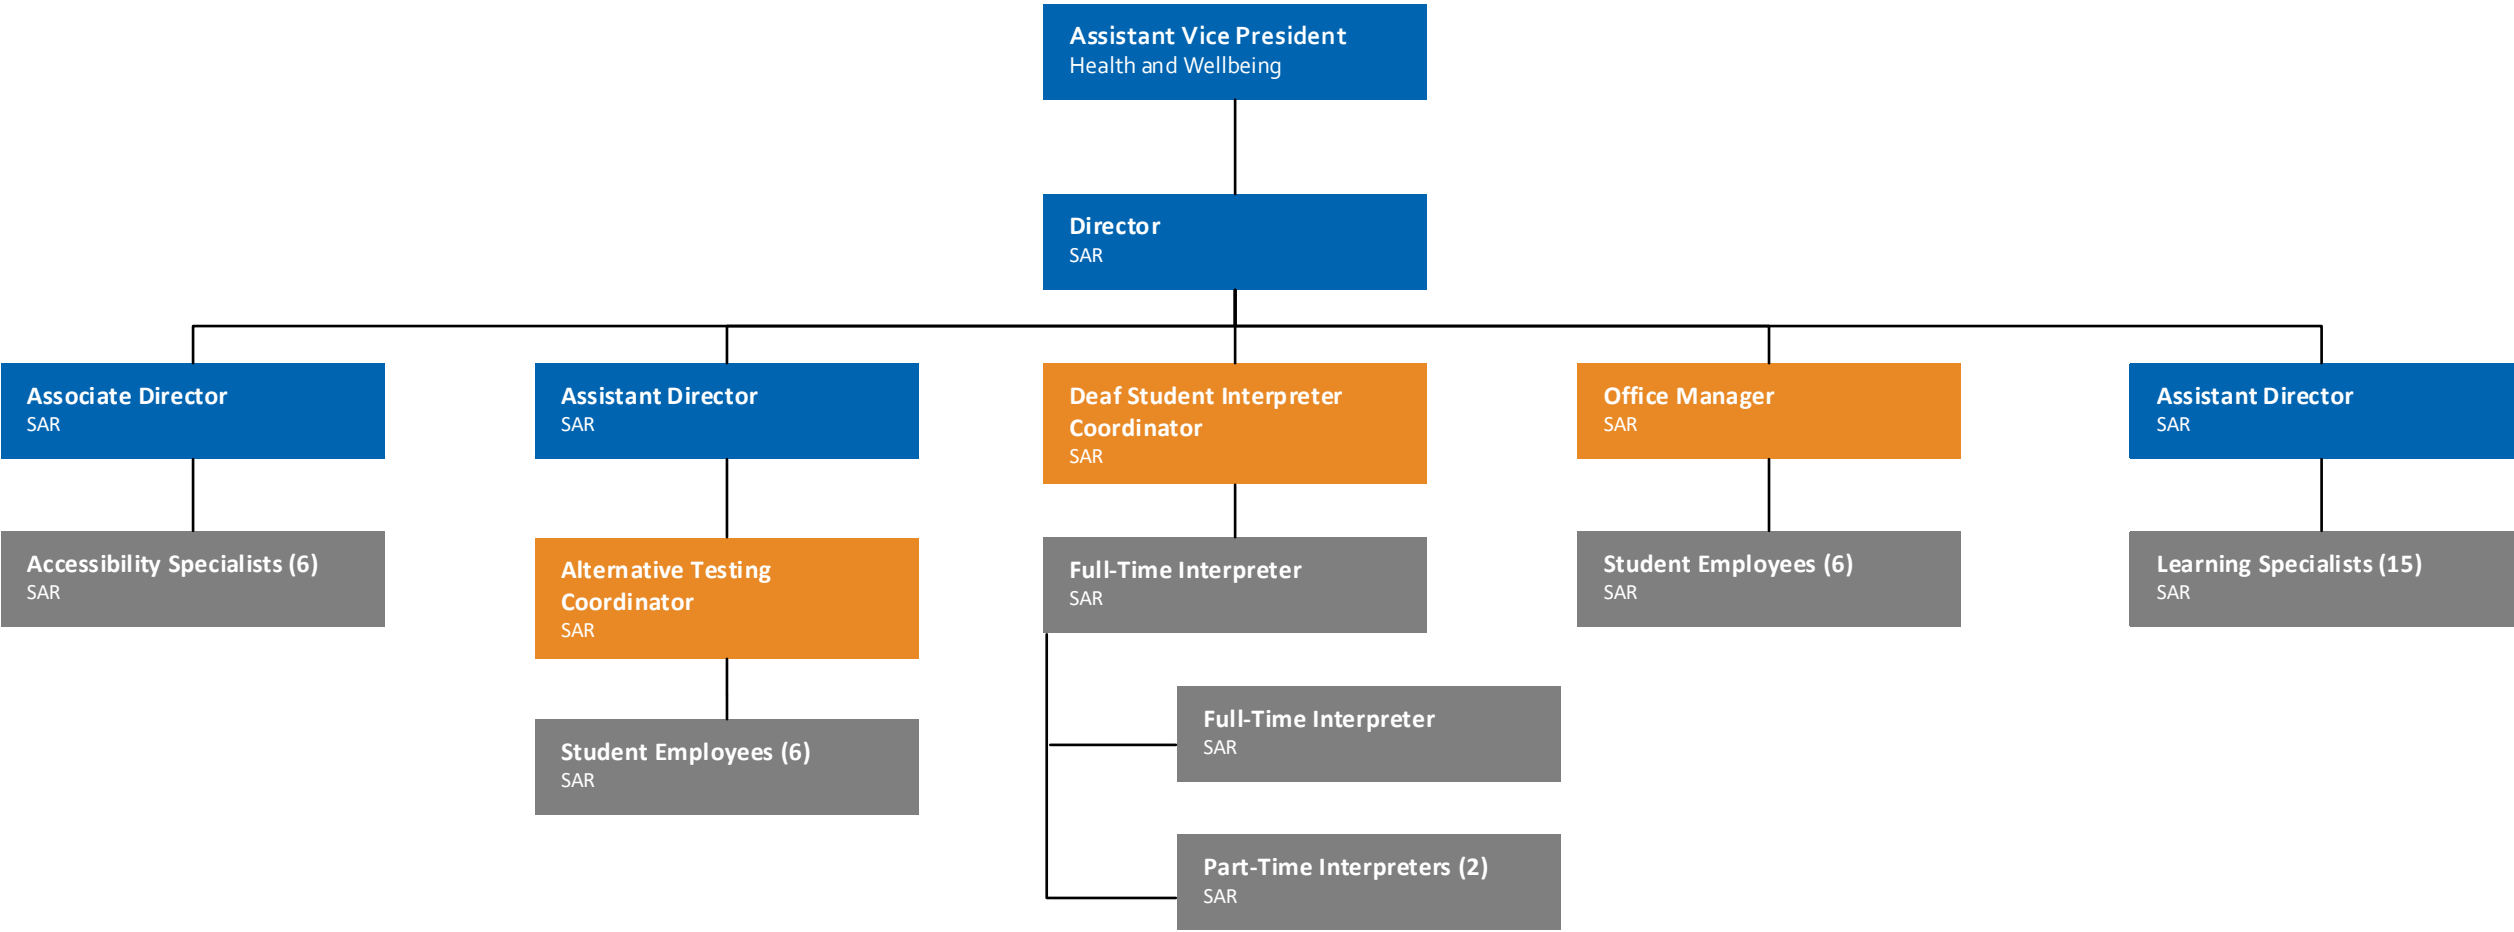 Assistant Vice President
Health and Wellbeing
Director
SAR
Associate Director
SAR
Assistant Director
SAR
Deaf Student Interpreter
Coordinator
SAR
Office Manager
SAR
Assistant Director
SAR
Accessibility Specialists (6)
SAR
Alternative Testing
Coordinator
SAR
Full-Time Interpreter
SAR
Student Employees (6)
SAR
Learning Specialists (15)
SAR
Student Employees (6)
SAR
Full-Time Interpreter
SAR
Part-Time Interpreters (2)
SAR